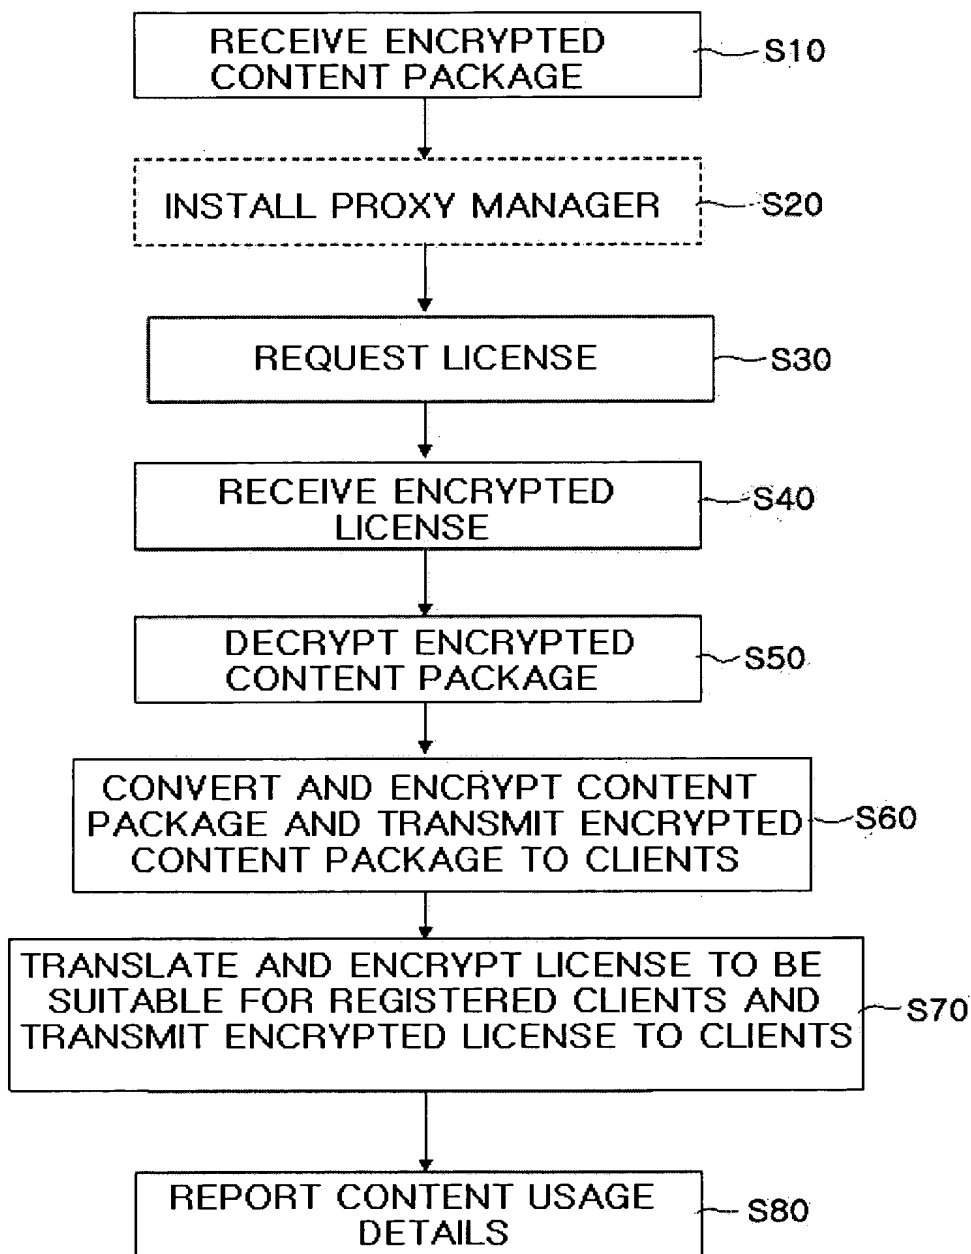 RECEIVE ENCRYPTED
CONTENT PACKAGE
S10
INSTALL PROXY MANAGER
S20
REQUEST LICENSE
S30
RECEIVE ENCRYPTED
LICENSE
S40
DECRYPT ENCRYPTED
CONTENT PACKAGE
S50
CONVERT AND ENCRYPT CONTENT
PACKAGE AND TRANSMIT ENCRYPTED
CONTENT PACKAGE TO CLIENTS
S60
TRANSLATE AND ENCRYPT LICENSE TO BE
SUITABLE FOR REGISTERED CLIENTS AND
TRANSMIT ENCRYPTED LICENSE TO CLIENTS
S70
REPORT CONTENT USAGE
DETAILS
S80